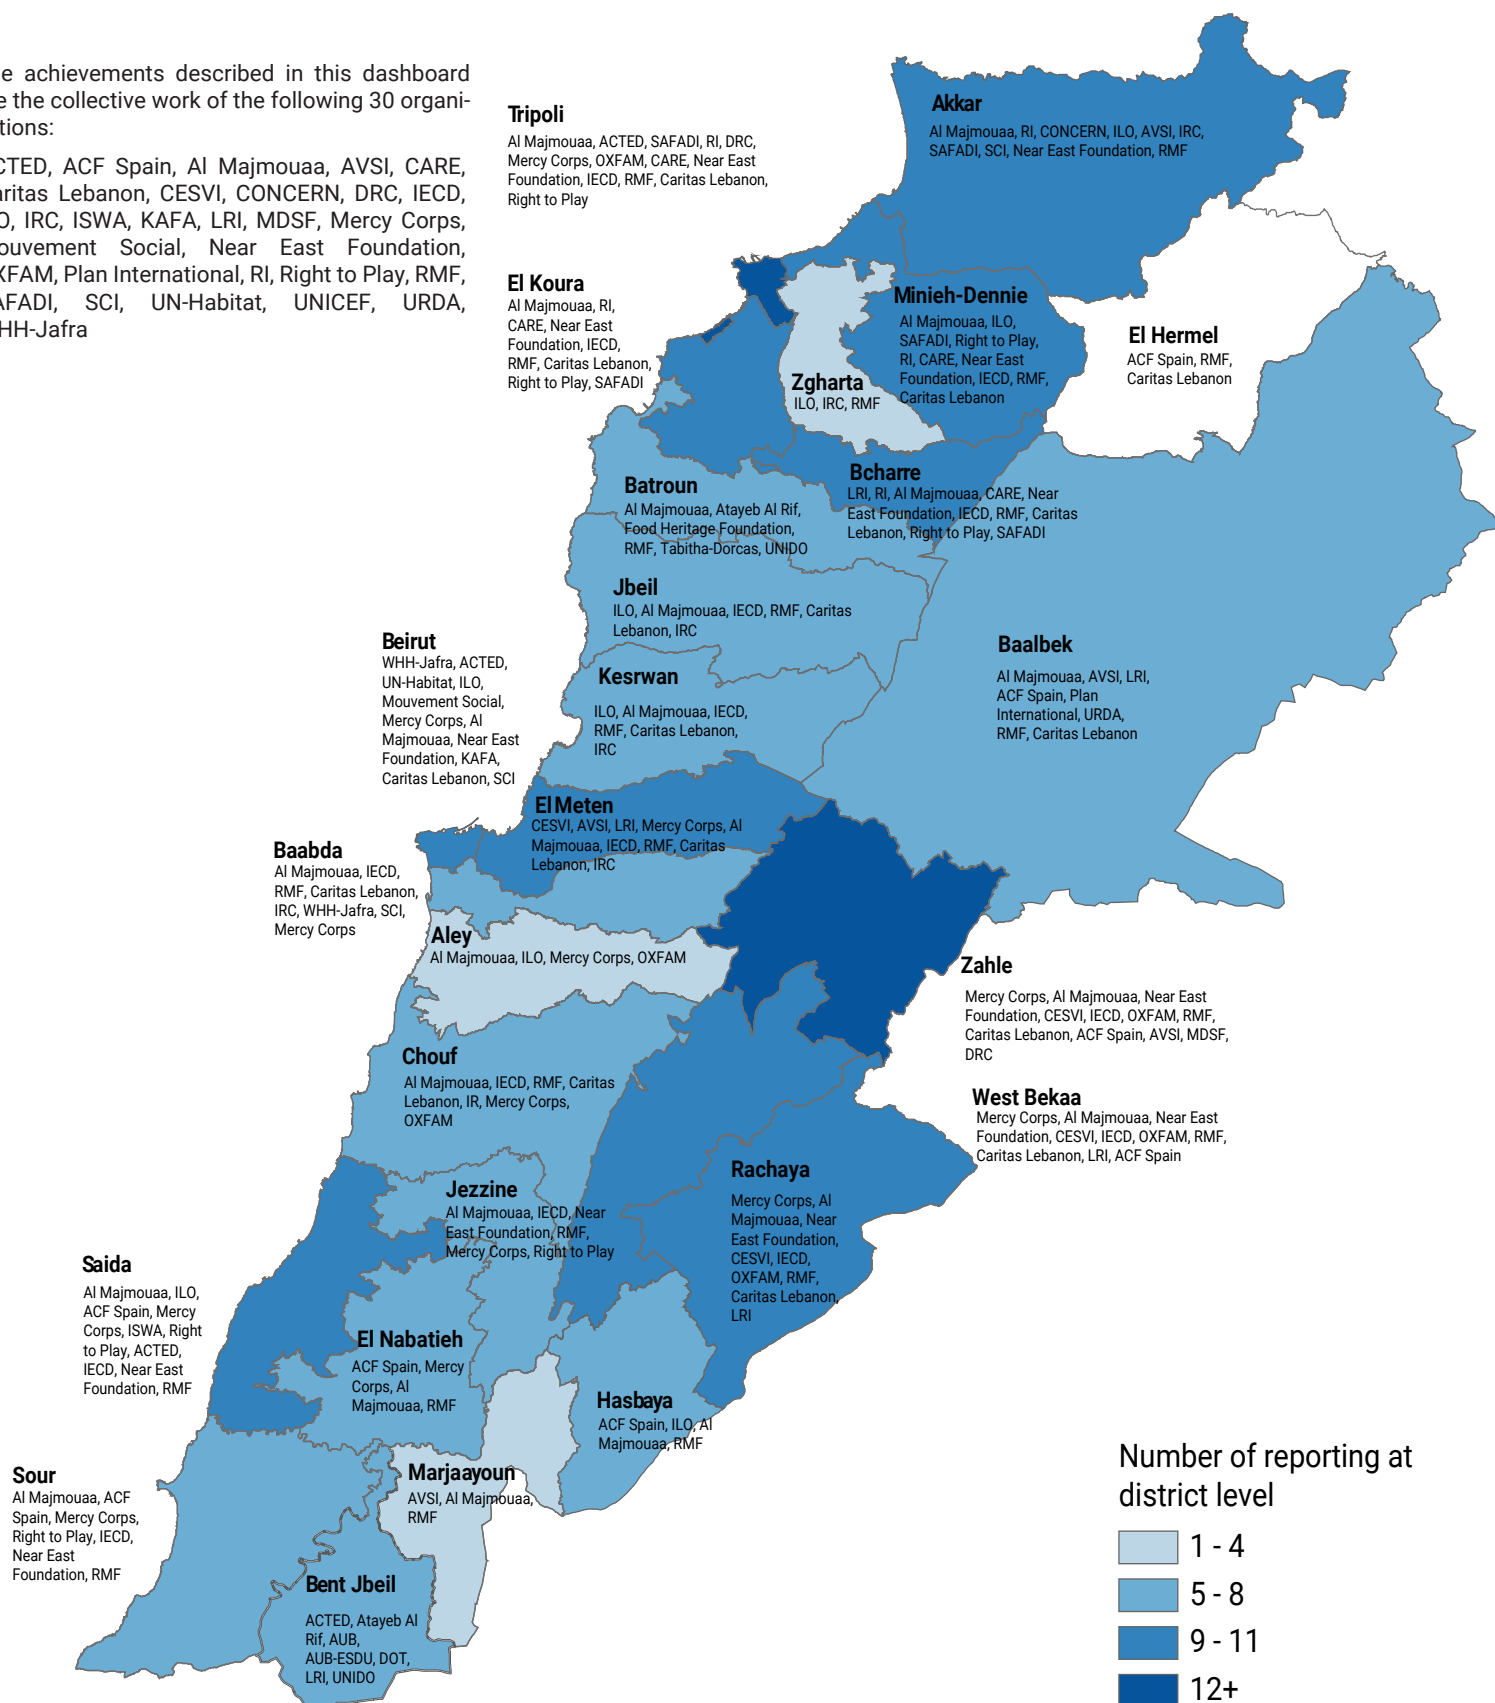 e achievements described in this dashboard
e the collective work of the following 30 organi-
tions:
CTED, ACF Spain, Al Majmouaa, AVSI, CARE,
aritas Lebanon, CESVI, CONCERN, DRC, IECD,
O, IRC, ISWA, KAFA, LRI, MDSF, Mercy Corps,
ouvement Social, Near East Foundation,
XFAM, Plan International, RI, Right to Play, RMF,
AFADI, SCI, UN-Habitat, UNICEF, URDA,
HH-Jafra
Tripoli
Al Majmouaa, ACTED, SAFADI, RI, DRC,
Mercy Corps, OXFAM, CARE, Near East
Foundation, IECD, RMF, Caritas Lebanon,
Right to Play
Akkar
Al Majmouaa, RI, CONCERN, ILO, AVSI, IRC,
SAFADI, SCI, Near East Foundation, RMF
El Koura
Al Majmouaa, RI,
CARE, Near East
Foundation, IECD,
RMF, Caritas Lebanon,
Right to Play, SAFADI
Zgharta
ILO, IRC, RMF
Minieh-Dennie
Al Majmouaa, ILO,
SAFADI, Right to Play,
RI, CARE, Near East
Foundation, IECD, RMF,
Caritas Lebanon
El Hermel
ACF Spain, RMF,
Caritas Lebanon
Batroun
Al Majmouaa, Atayeb Al Rif,
Food Heritage Foundation,
RMF, Tabitha-Dorcas, UNIDO
Bcharre
LRI, RI, Al Majmouaa, CARE, Near
East Foundation, IECD, RMF, Caritas
Lebanon, Right to Play, SAFADI
Jbeil
ILO, Al Majmouaa, IECD, RMF, Caritas
Lebanon, IRC
Beirut
WHH-Jafra, ACTED,
UN-Habitat, ILO,
Mouvement Social,
Mercy Corps, Al
Majmouaa, Near East
Foundation, KAFA,
Caritas Lebanon, SCI
Kesrwan
ILO, Al Majmouaa, IECD,
RMF, Caritas Lebanon,
IRC
Baalbek
Al Majmouaa, AVSI, LRI,
ACF Spain, Plan
International, URDA,
RMF, Caritas Lebanon
El Meten
CESVI, AVSI, LRI, Mercy Corps, Al
Majmouaa, IECD, RMF, Caritas
Lebanon, IRC
Baabda
Al Majmouaa, IECD,
RMF, Caritas Lebanon,
IRC, WHH-Jafra, SCI,
Mercy Corps
Aley
Al Majmouaa, ILO, Mercy Corps, OXFAM
Zahle
Mercy Corps, Al Majmouaa, Near East
Foundation, CESVI, IECD, OXFAM, RMF,
Caritas Lebanon, ACF Spain, AVSI, MDSF,
DRC
Chouf
Al Majmouaa, IECD, RMF, Caritas
Lebanon, IR, Mercy Corps,
OXFAM
West Bekaa
Mercy Corps, Al Majmouaa, Near East
Foundation, CESVI, IECD, OXFAM, RMF,
Caritas Lebanon, LRI, ACF Spain
Rachaya
Mercy Corps, Al
Majmouaa, Near
East Foundation,
CESVI, IECD,
OXFAM, RMF,
Caritas Lebanon,
LRI
Jezzine
Al Majmouaa, IECD, Near
East Foundation, RMF,
Mercy Corps, Right to Play
Saida
Al Majmouaa, ILO,
ACF Spain, Mercy
Corps, ISWA, Right
to Play, ACTED,
IECD, Near East
Foundation, RMF
El Nabatieh
ACF Spain, Mercy
Corps, Al
Majmouaa, RMF
Hasbaya
ACF Spain, ILO, Al
Majmouaa, RMF
Sour
Al Majmouaa, ACF
Spain, Mercy Corps,
Right to Play, IECD,
Near East
Foundation, RMF
Marjaayoun
AVSI, Al Majmouaa,
RMF
Bent Jbeil
ACTED, Atayeb Al
Rif, AUB,
AUB-ESDU, DOT,
LRI, UNIDO
Number of reporting at
district level
1 - 4
5 - 8
9 - 11
12+